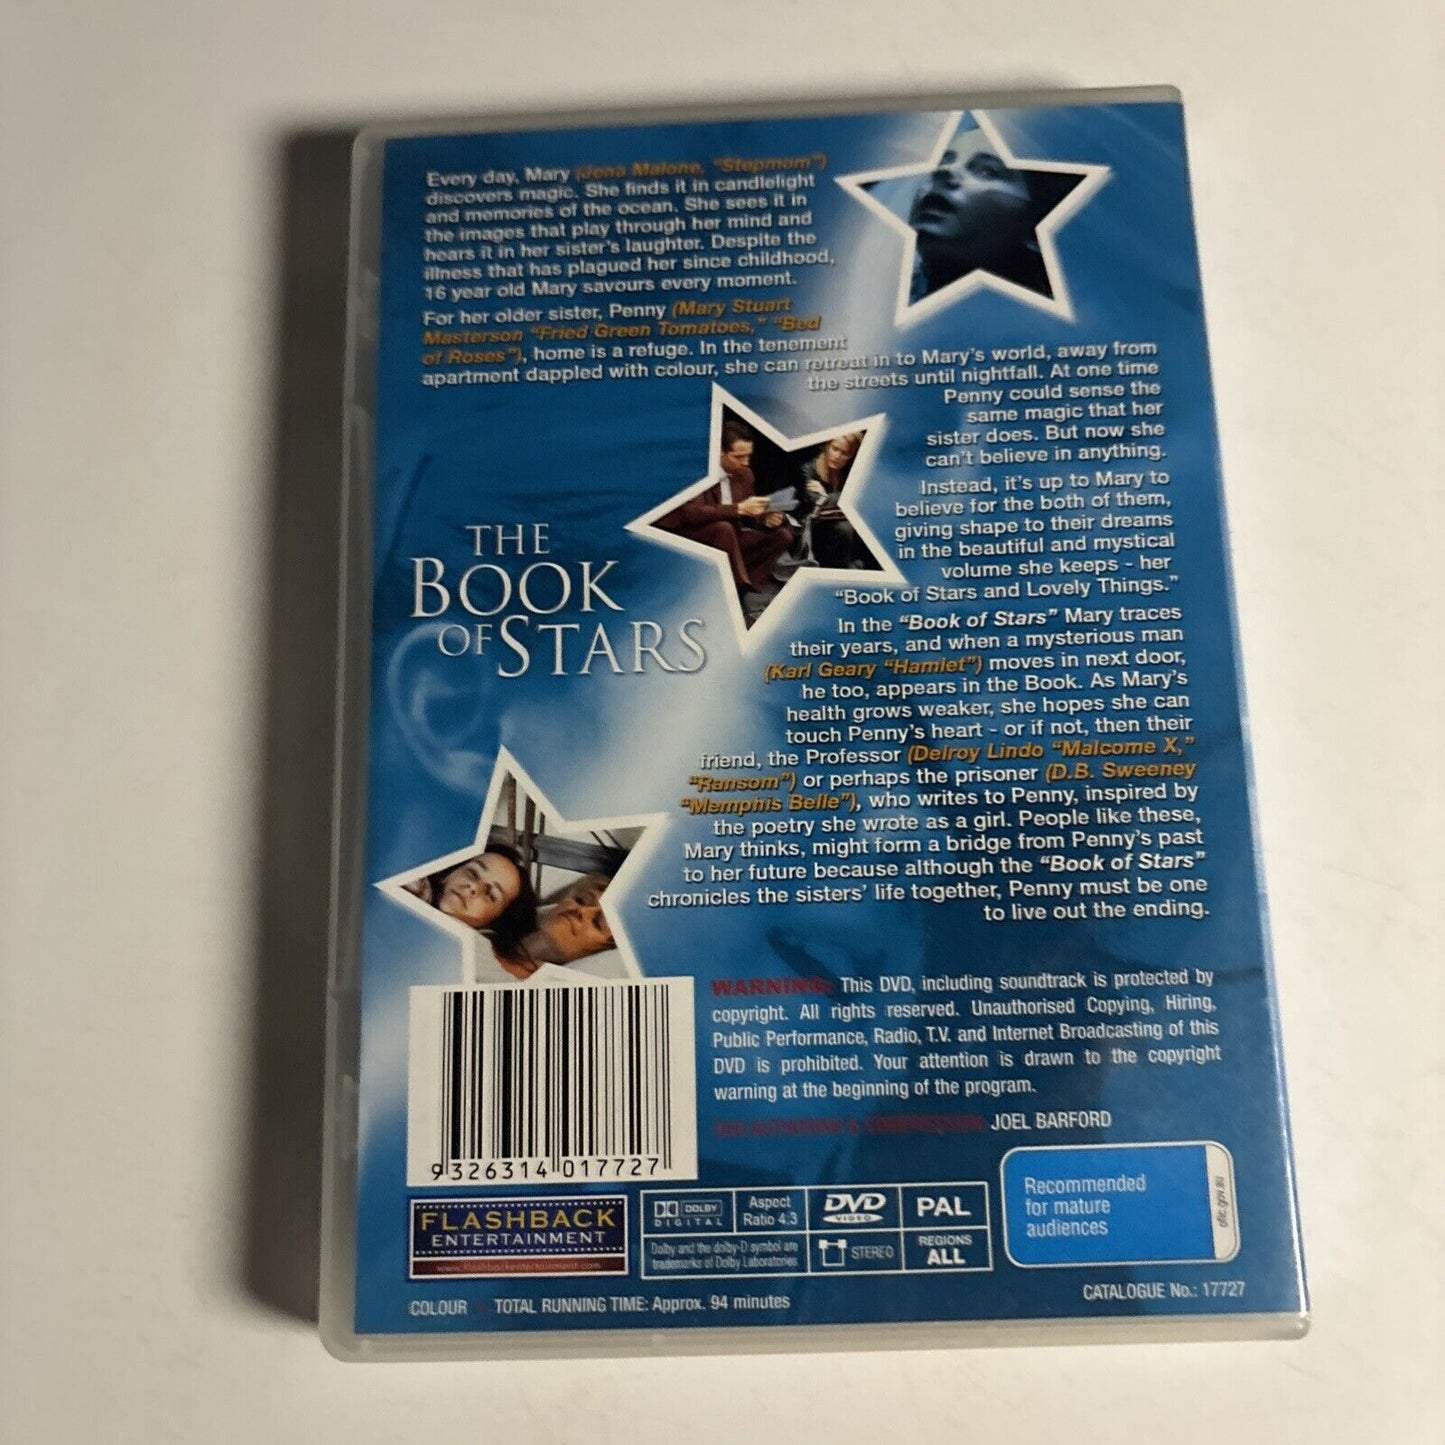 Every day, Mary (Jena Malone, "Stepmom")
discovers magic. She finds it in candlelight
and memories of the ocean. She sees it in
the images that play through her mind and
hears it in her sister's laughter. Despite the
illness that has plagued her since childhood,
16 year old Mary savours every moment.
For her older sister, Penny (Mary Stuart
Masterson "Fried Green Tomatoes," "Bed
of Roses"), home is a refuge. In the tenement
apartment dappled with colour, she can retreat in to Mary's world, away from
the streets until nightfall. At one time
Penny could sense the
same magic that her
sister does. But now she
can't believe in anything.
Instead, it's up to Mary to
believe for the both of them,
giving shape to their dreams
in the beautiful and mystical
volume she keeps - her
"Book of Stars and Lovely Things."
THE
BOOK
OF STARS
In the "Book of Stars" Mary traces
their years, and when a mysterious man
(Karl Geary "Hamlet") moves in next door,
he too, appears in the Book. As Mary's
health grows weaker, she hopes she can
touch Penny's heart - or if not, then their
friend, the Professor (Delroy Lindo "Malcome X,"
"Ransom") or perhaps the prisoner (D.B. Sweeney
"Memphis Belle"), who writes to Penny, inspired by
the poetry she wrote as a girl. People like these,
Mary thinks, might form a bridge from Penny's past
to her future because although the "Book of Stars"
chronicles the sisters' life together, Penny must be one
to live out the ending.
WARNING: This DVD, including soundtrack is protected by
copyright. All rights reserved. Unauthorised Copying, Hiring,
Public Performance, Radio, T.V. and Internet Broadcasting of this
DVD is prohibited. Your attention is drawn to the copyright
warning at the beginning of the program.
DVD AUTHORING & COMPRESSION: JOEL BARFORD
9 326314 017727
FLASHBACK
ENTERTAINMENT
www.flashbackentertainment.com
DOLBY
DIGITAL
Aspect
Ratio 4.3
DVD
VIDEO
PAL
Dolby and the dolby-D symbol are
trademarks of Dolby Laboratories
STEREO
REGIONS
ALL
Recommended
for mature
audiences
oflc.gov.au
COLOUR • TOTAL RUNNING TIME: Approx. 94 minutes
CATALOGUE No.: 17727